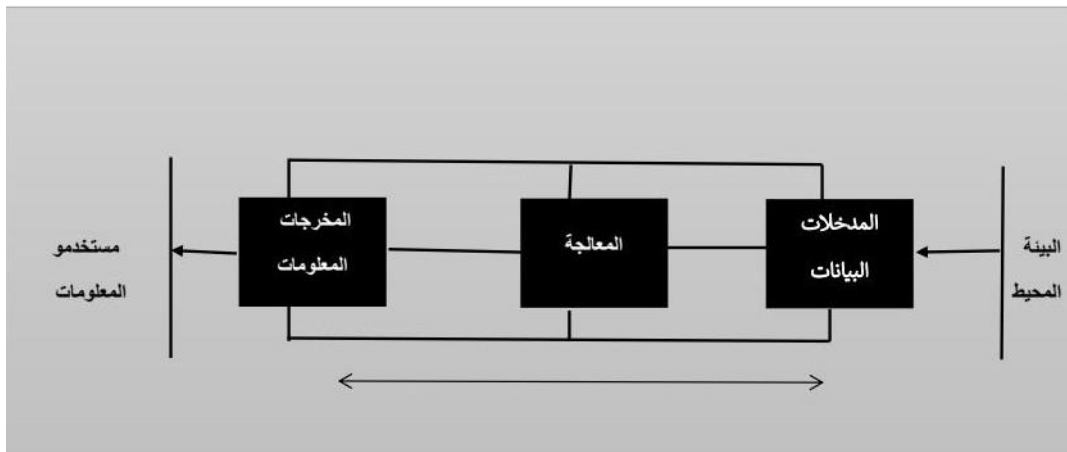 البيئة
المحيط
المدخلات
البيانات
المعالجة
المخرجات
المعلومات
مستخدمو
المعلومات